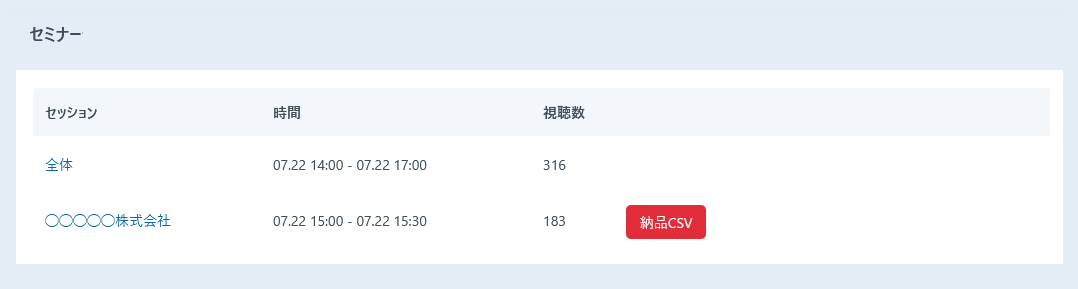 セミナー
セッション 時間 視聴数
全体 07.22 14:00 - 07.22 17:00 316
〇〇〇〇〇株式会社 07.22 15:00 - 07.22 15:30 183 納品CSV